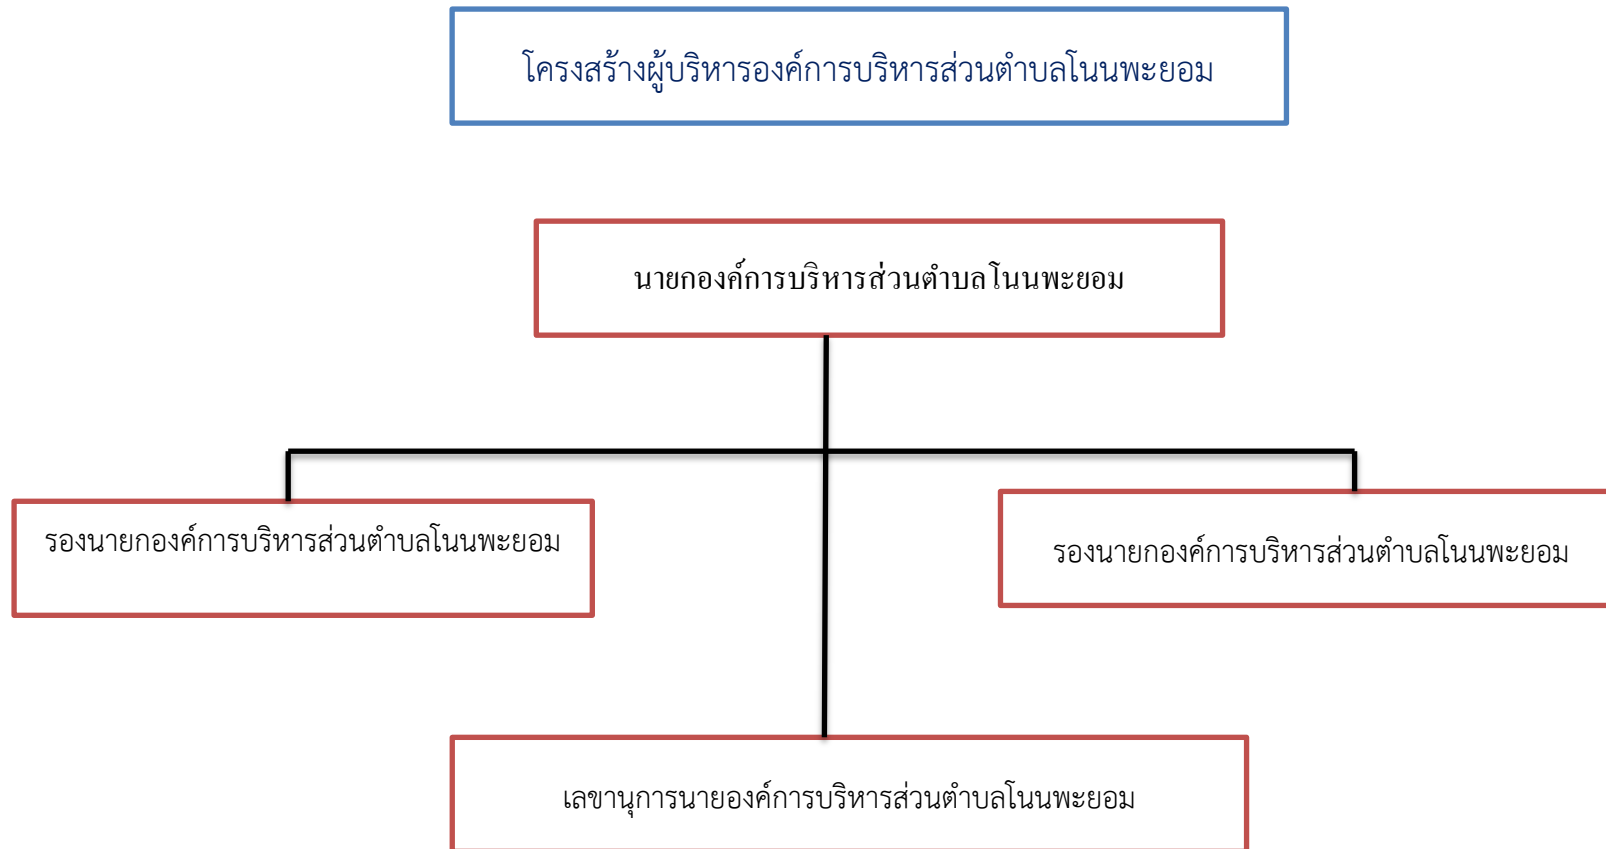 โครงสร้างผู้บริหารองค์การบริหารส่วนตำบลโนนพะยอม
นายกองค์การบริหารส่วนตำบลโนนพะยอม
รองนายกองค์การบริหารส่วนตำบลโนนพะยอม
รองนายกองค์การบริหารส่วนตำบลโนนพะยอม
เลขานุการนายองค์การบริหารส่วนตำบลโนนพะยอม